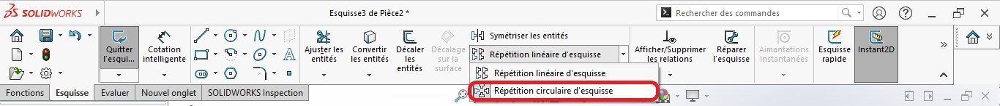 SOLIDWORKS
Esquisse3 de Pièce2 *
Rechercher des commandes
Quitter l'esqui...
Cotation intelligente
Ajuster les entités
Convertir les entités
Décaler les entités
Décalage sur la surface
Symétriser les entités
Répétition linéaire d'esquisse
Afficher/Supprimer les relations
Réparer l'esquisse
Aimantations instantanées
Esquisse rapide
Instant2D
Répétition linéaire d'esquisse
Répétition circulaire d'esquisse
Fonctions
Esquisse
Evaluer
Nouvel onglet
SOLIDWORKS Inspection